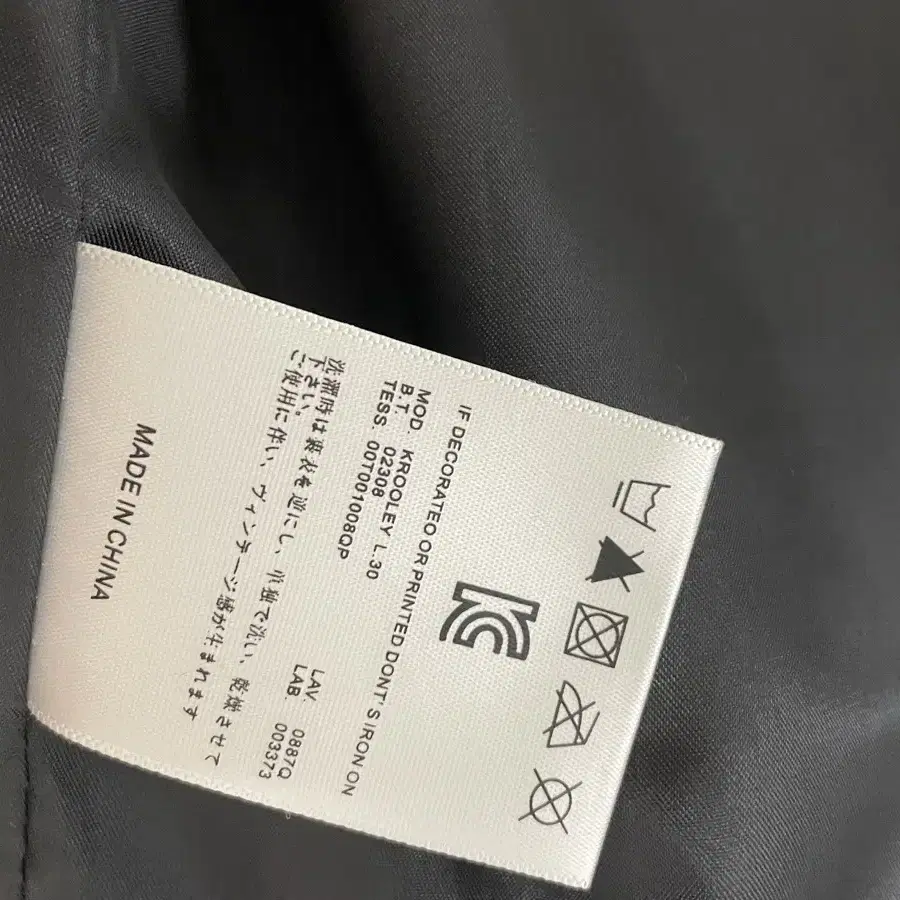 KC
IF DECORATED OR PRINTED DONT'S IRON ON
MOD. KROOLEY L.30
B.T. 02308
TESS 00T001008QP
LAV. 0887Q
LAB. 003373
洗濯時は裏衣を逆にし、単独で洗い、乾燥させて
下さい。
ご使用に伴い、ヴィンテージ感が生まれます
MADE IN CHINA